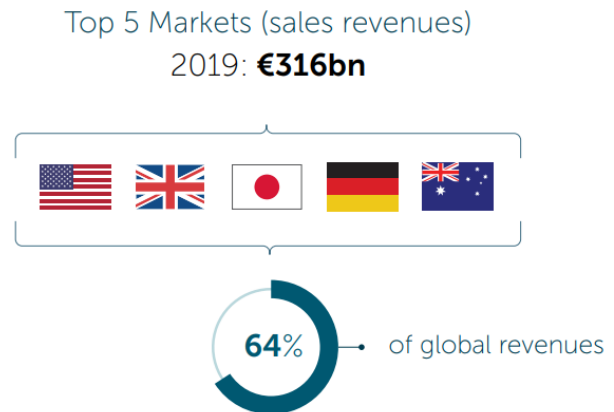 Top 5 Markets (sales revenues)
2019: €316bn
64%
of global revenues